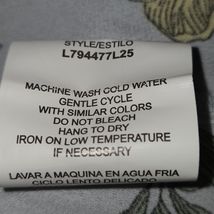 STYLE/ESTILO
L794477L25
MACHINE WASH COLD WATER
GENTLE CYCLE
WITH SIMILAR COLORS
DO NOT BLEACH
HANG TO DRY
IRON ON LOW TEMPERATURE
IF NECESSARY
LAVAR A MAQUINA EN AGUA FRIA
CICLO LENTO DELICADO